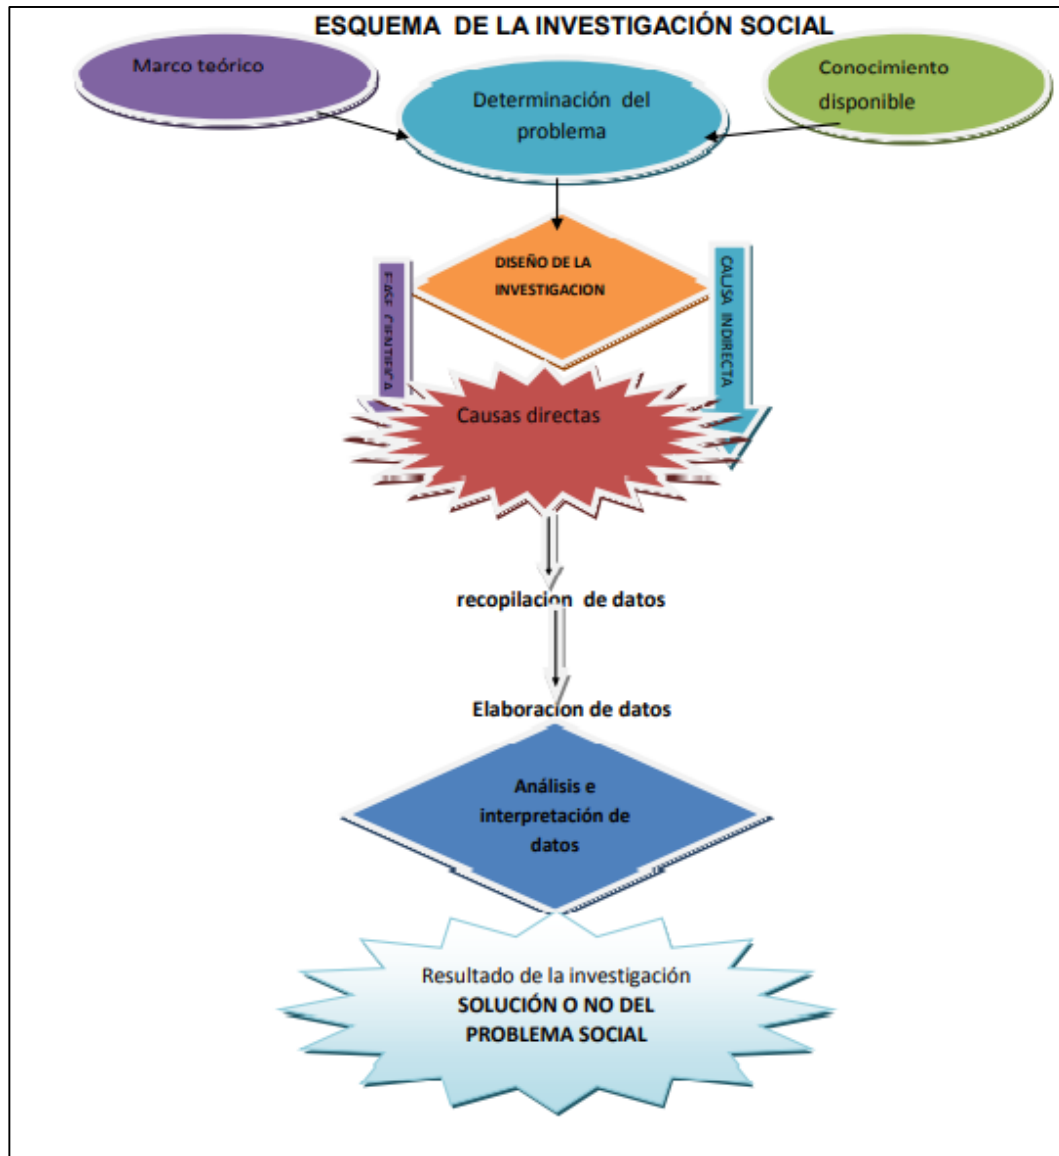 ESQUEMA DE LA INVESTIGACIÓN SOCIAL
Marco teórico
Determinación del
problema
Conocimiento
disponible
DISEÑO DE LA
INVESTIGACION
CIENTIFICA
CAUSA INDIRECTA
Causas directas
recopilacion de datos
Elaboracion de datos
Análisis e
interpretación de
datos
Resultado de la investigación
SOLUCIÓN O NO DEL
PROBLEMA SOCIAL